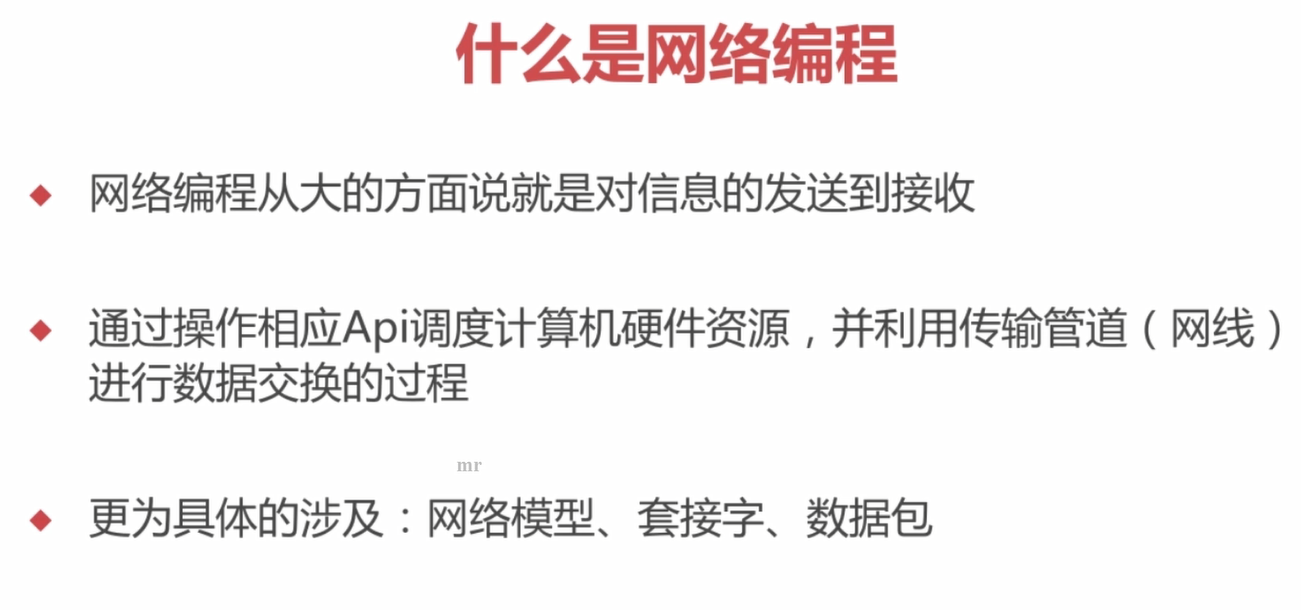 什么是网络编程
网络编程从大的方面说就是对信息的发送到接收
通过操作相应Api调度计算机硬件资源，并利用传输管道（网线）
进行数据交换的过程
mr
更为具体的涉及：网络模型、套接字、数据包